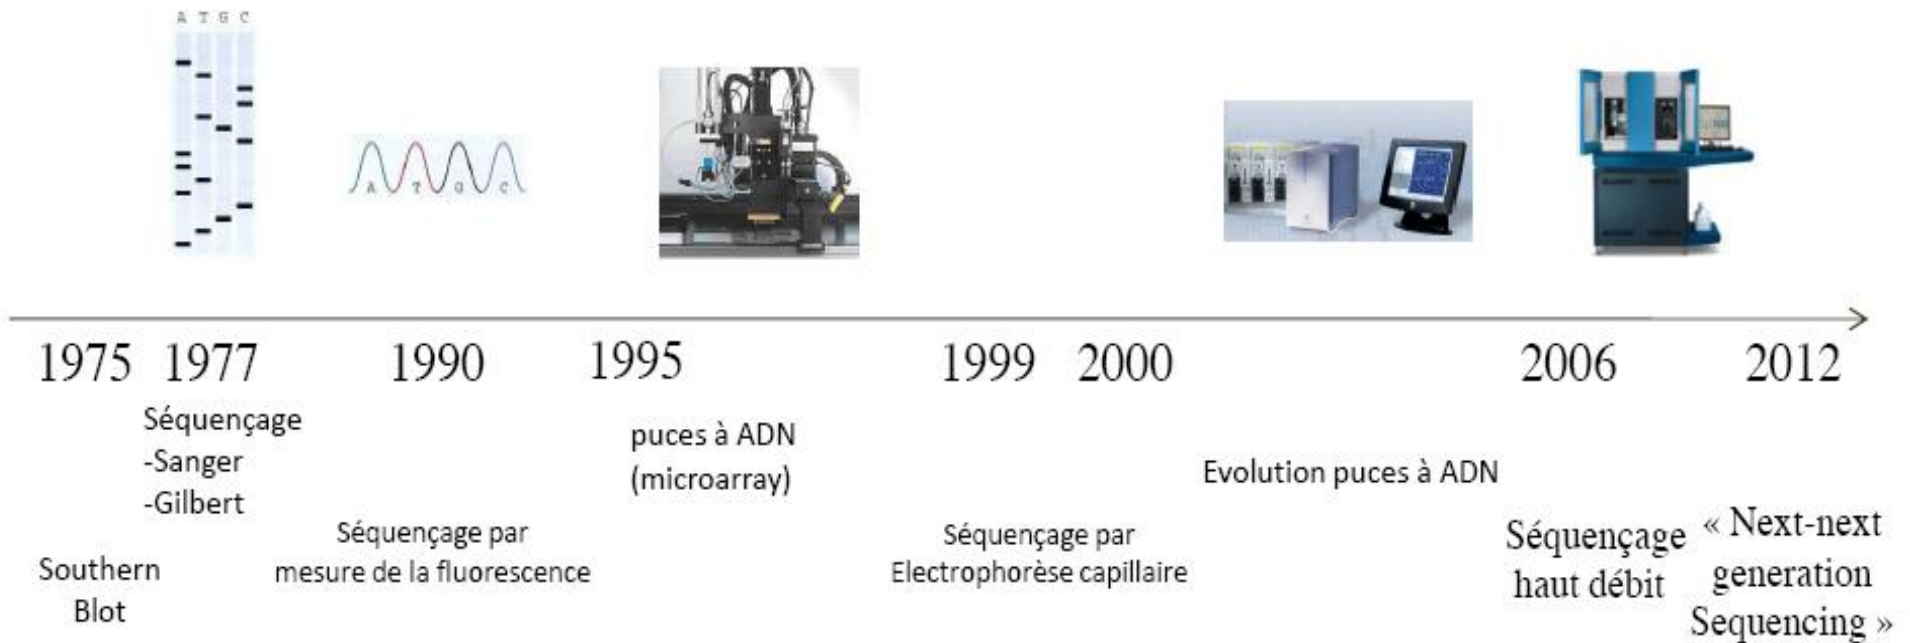 A T G C
A T G C
1975 1977 1990 1995 1999 2000 2006 2012
Séquençage
-Sanger
-Gilbert
Southern
Blot
Séquençage par
mesure de la fluorescence
puces à ADN
(microarray)
Séquençage par
Electrophorèse capillaire
Evolution puces à ADN
Séquençage
haut débit
« Next-next
generation
Sequencing »